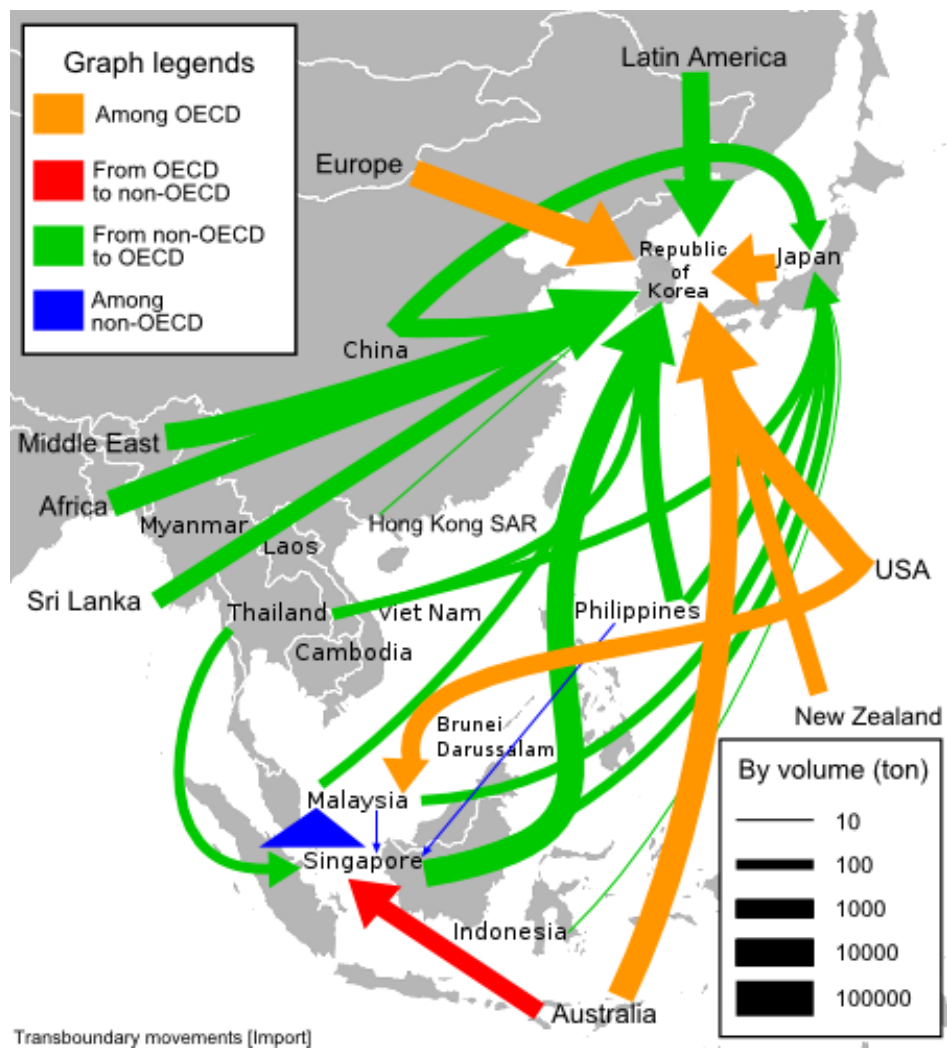 Graph legends
Among OECD
From OECD
to non-OECD
From non-OECD
to OECD
Among
non-OECD
Latin America
Europe
Republic
of
Korea
Japan
China
Middle East
Africa
Myanmar
Hong Kong SAR
Laos
USA
Sri Lanka
Thailand
Viet Nam
Philippines
Cambodia
New Zealand
Brunei
Darussalam
Malaysia
Singapore
Indonesia
Australia
By volume (ton)
10
100
1000
10000
100000
Transboundary movements [Import]